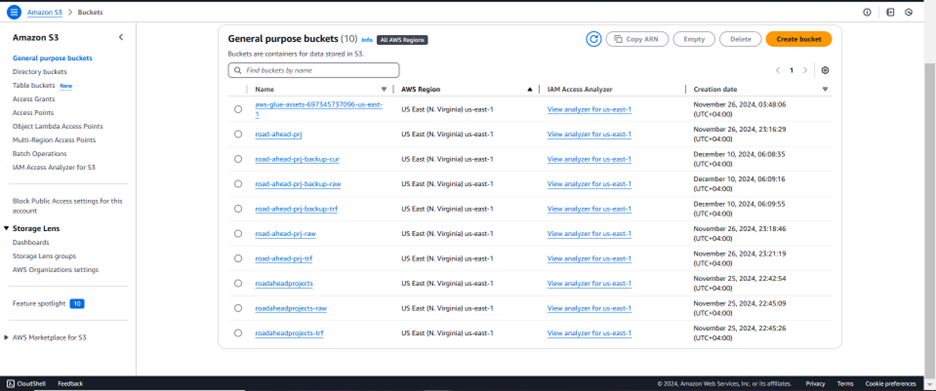 Amazon S3 > Buckets
Amazon S3
General purpose buckets
Directory buckets
Table buckets New
Access Grants
Access Points
Object Lambda Access Points
Multi-Region Access Points
Batch Operations
IAM Access Analyzer for S3
Block Public Access settings for this
account
Storage Lens
Dashboards
Storage Lens groups
AWS Organizations settings
Feature spotlight 10
AWS Marketplace for S3
General purpose buckets (10) Info All AWS Regions
Copy ARN Empty Delete Create bucket
Buckets are containers for data stored in S3.
Find buckets by name
1
Name AWS Region IAM Access Analyzer Creation date
aws-glue-assets-697345737096-us-east-
1
US East (N. Virginia) us-east-1 View analyzer for us-east-1 November 26, 2024, 03:48:06
(UTC+04:00)
road-ahead-prj US East (N. Virginia) us-east-1 View analyzer for us-east-1 November 26, 2024, 23:16:29
(UTC+04:00)
road-ahead-prj-backup-cur US East (N. Virginia) us-east-1 View analyzer for us-east-1 December 10, 2024, 06:08:35
(UTC+04:00)
road-ahead-prj-backup-raw US East (N. Virginia) us-east-1 View analyzer for us-east-1 December 10, 2024, 06:09:16
(UTC+04:00)
road-ahead-prj-backup-trf US East (N. Virginia) us-east-1 View analyzer for us-east-1 December 10, 2024, 06:09:55
(UTC+04:00)
road-ahead-prj-raw US East (N. Virginia) us-east-1 View analyzer for us-east-1 November 26, 2024, 23:18:46
(UTC+04:00)
road-ahead-prj-trf US East (N. Virginia) us-east-1 View analyzer for us-east-1 November 26, 2024, 23:21:19
(UTC+04:00)
roadaheadprojects US East (N. Virginia) us-east-1 View analyzer for us-east-1 November 25, 2024, 22:42:54
(UTC+04:00)
roadaheadprojects-raw US East (N. Virginia) us-east-1 View analyzer for us-east-1 November 25, 2024, 22:45:09
(UTC+04:00)
roadaheadprojects-trf US East (N. Virginia) us-east-1 View analyzer for us-east-1 November 25, 2024, 22:45:26
(UTC+04:00)
CloudShell Feedback © 2024, Amazon Web Services, Inc. or its affiliates. Privacy Terms Cookie preferences